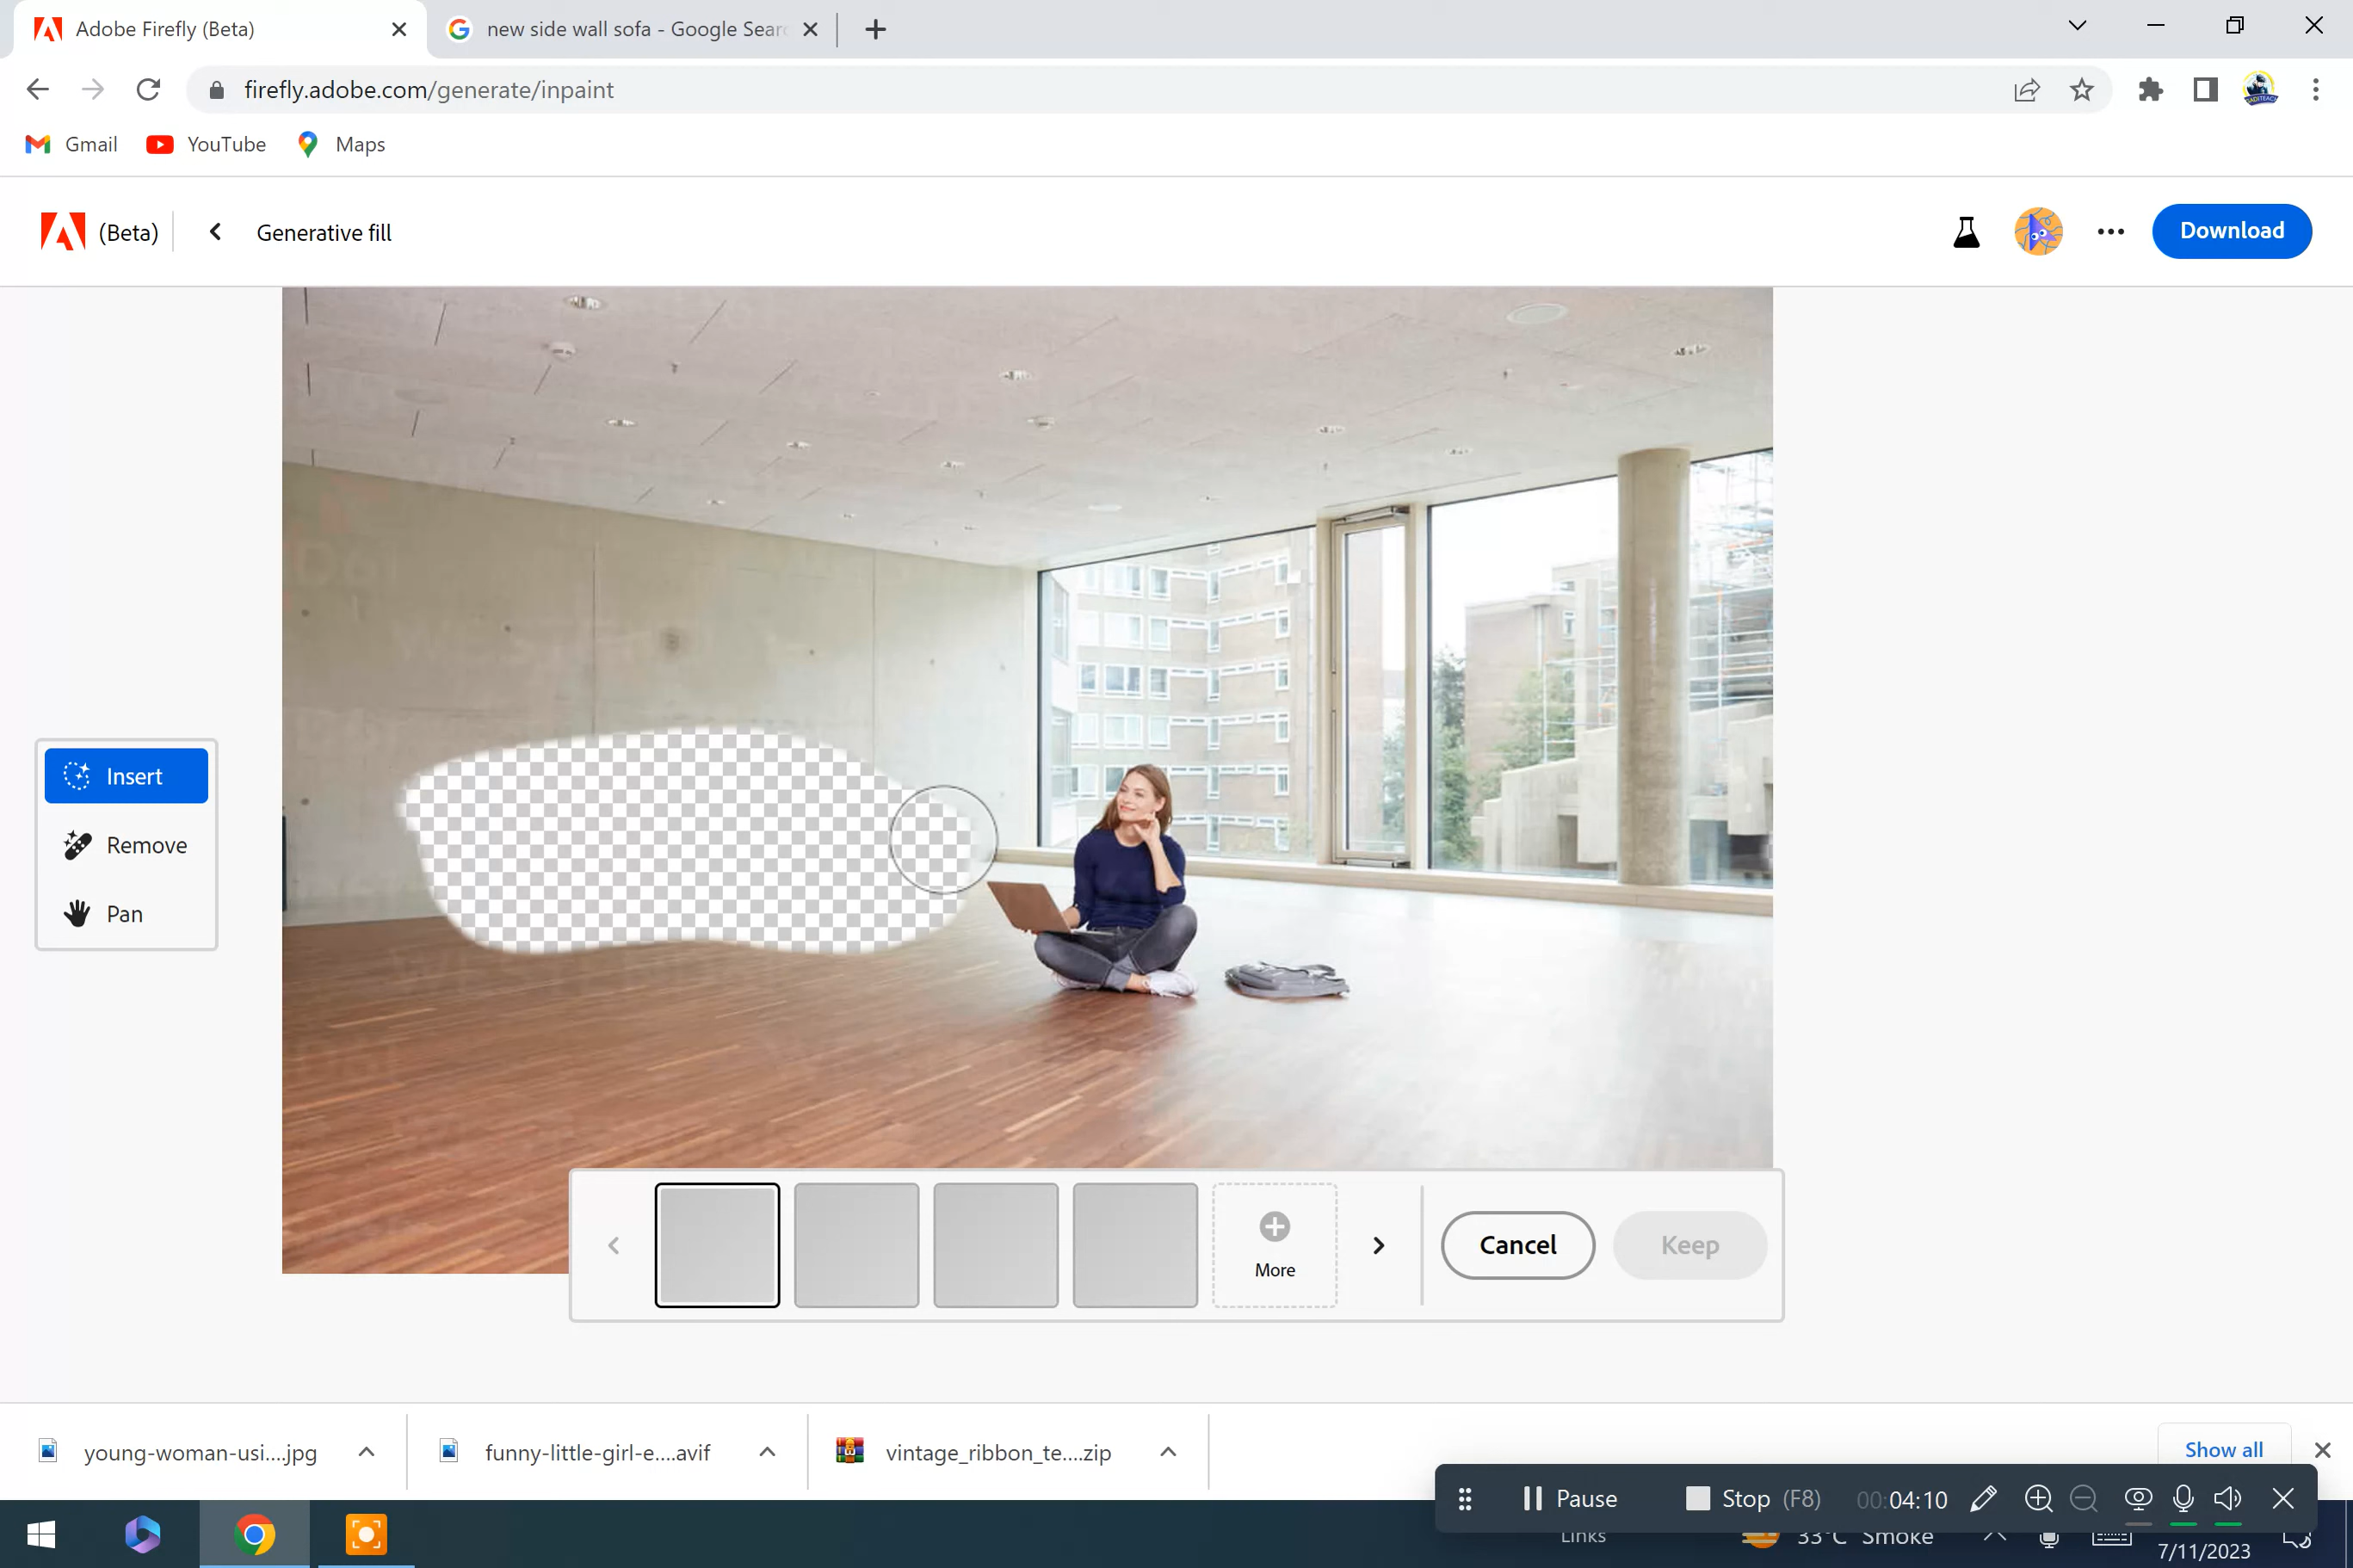 Adobe Firefly (Beta)
new side wall sofa - Google Sear
firefly.adobe.com/generate/inpaint
Gmail
YouTube
Maps
(Beta)
Generative fill
Download
Insert
Remove
Pan
More
Cancel
Keep
young-woman-usi....jpg
funny-little-girl-e....avif
vintage_ribbon_te....zip
Show all
Pause
Stop (F8)
00:04:10
Links
33°C Smoke
7/11/2023